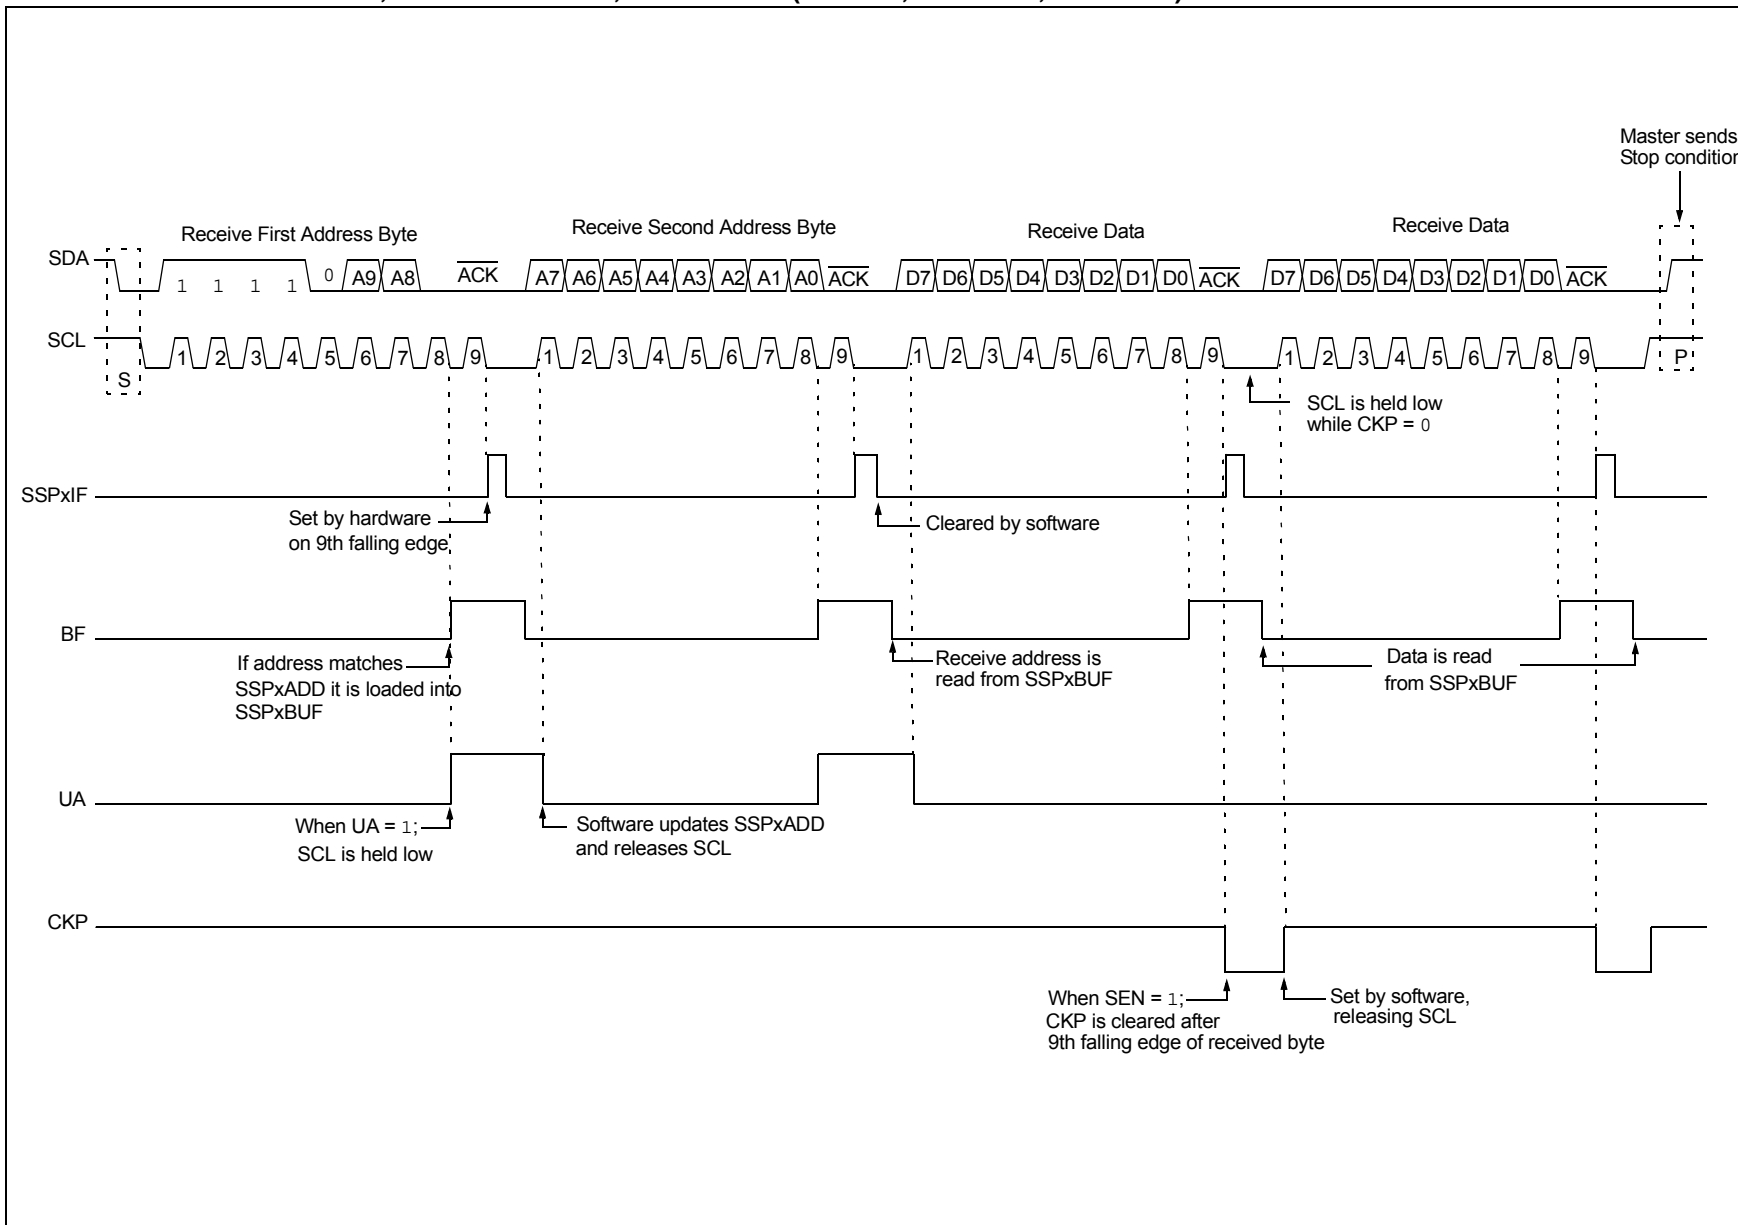 Master sends
Stop condition
Receive First Address Byte
Receive Second Address Byte
Receive Data
Receive Data
SDA
1 1 1 1 0 A9 A8 ACK A7 A6 A5 A4 A3 A2 A1 A0 ACK D7 D6 D5 D4 D3 D2 D1 D0 ACK D7 D6 D5 D4 D3 D2 D1 D0 ACK
SCL
S 1 2 3 4 5 6 7 8 9 1 2 3 4 5 6 7 8 9 1 2 3 4 5 6 7 8 9 1 2 3 4 5 6 7 8 9 P
SCL is held low
while CKP = 0
SSPxIF
Set by hardware
on 9th falling edge
Cleared by software
BF
If address matches
SSPxADD it is loaded into
SSPxBUF
Receive address is
read from SSPxBUF
Data is read
from SSPxBUF
UA
When UA = 1;
SCL is held low
Software updates SSPxADD
and releases SCL
CKP
When SEN = 1;
CKP is cleared after
9th falling edge of received byte
Set by software,
releasing SCL